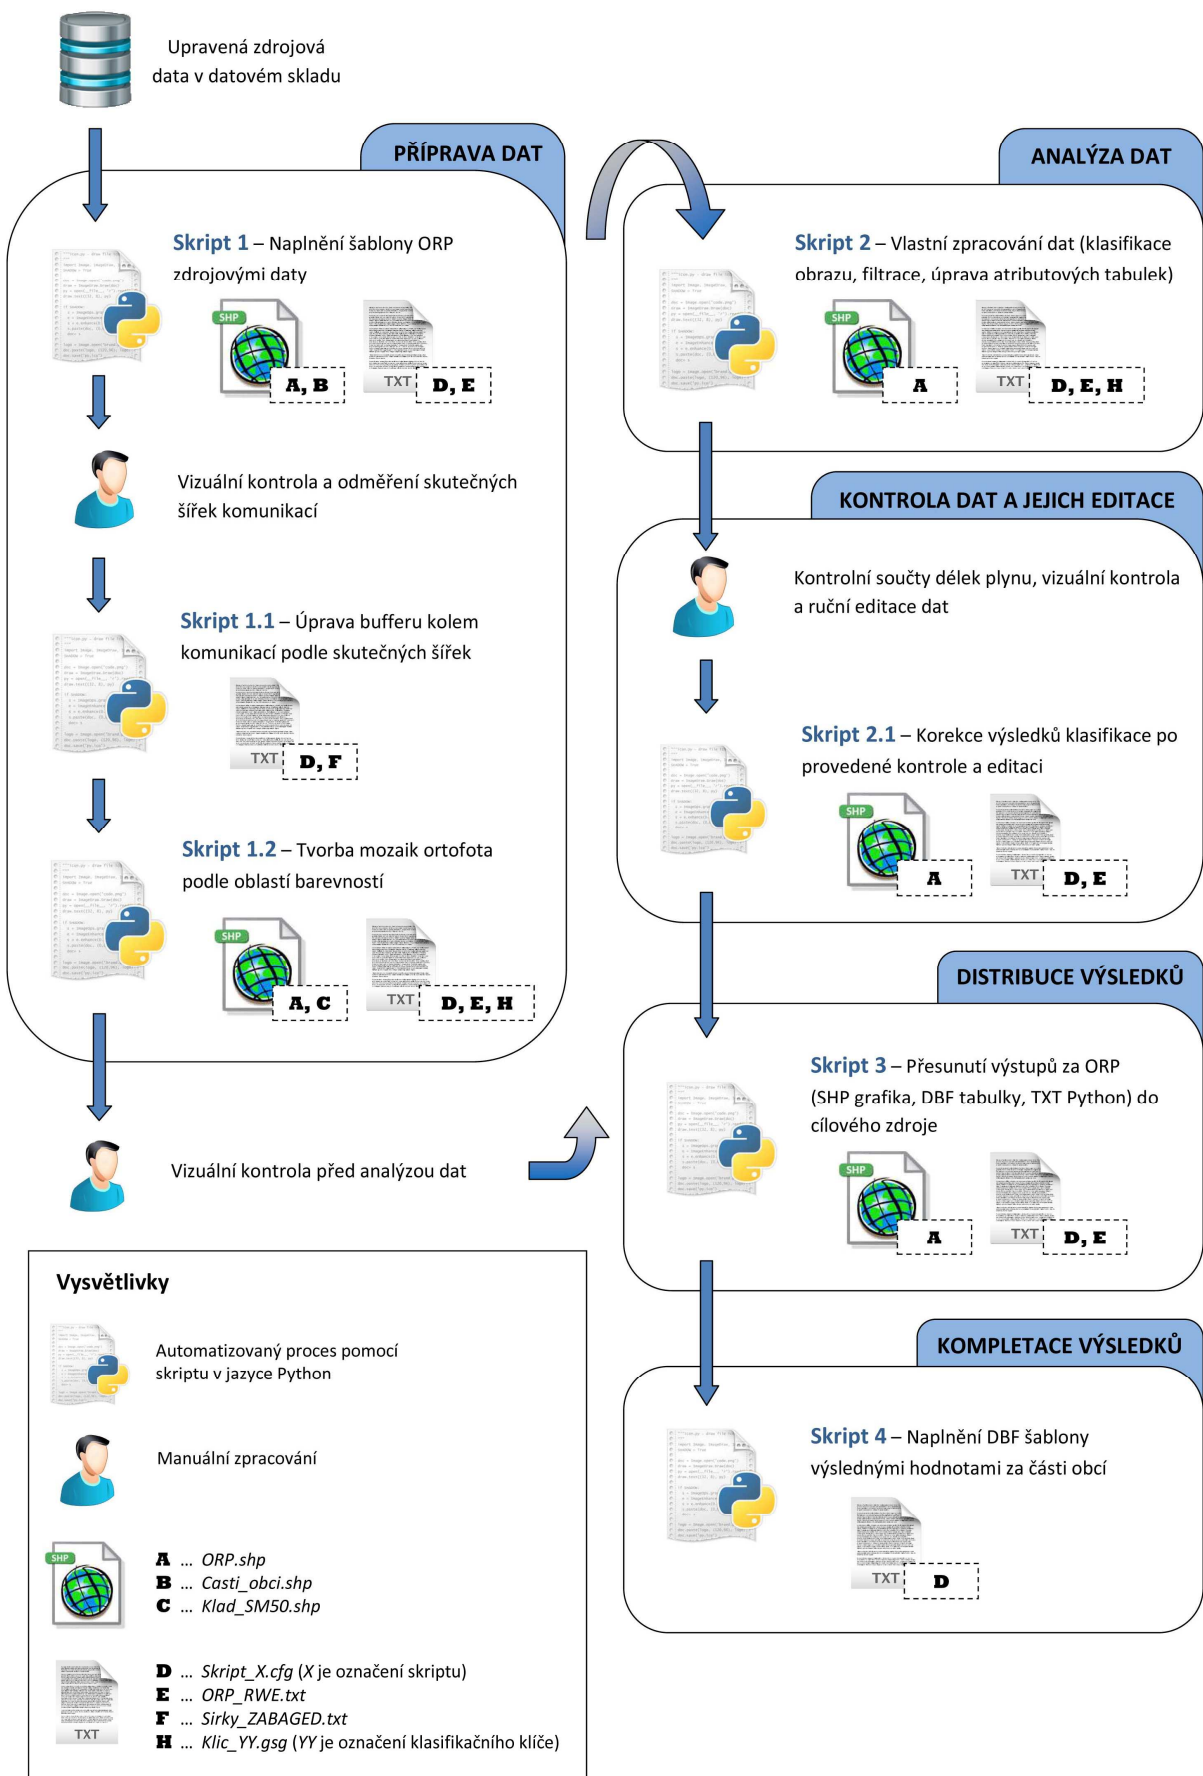 Upravená zdrojová
data v datovém skladu
PŘÍPRAVA DAT
Skript 1 – Naplnění šablony ORP
zdrojovými daty
SHP
A, B
TXT
D, E
Vizuální kontrola a odměření skutečných
šířek komunikací
Skript 1.1 – Úprava bufferu kolem
komunikací podle skutečných šířek
TXT
D, F
Skript 1.2 – Tvorba mozaik ortofota
podle oblastí barevností
SHP
A, C
TXT
D, E, H
Vizuální kontrola před analýzou dat
ANALÝZA DAT
Skript 2 – Vlastní zpracování dat (klasifikace
obrazu, filtrace, úprava atributových tabulek)
SHP
A
TXT
D, E, H
KONTROLA DAT A JEJICH EDITACE
Kontrolní součty délek plynu, vizuální kontrola
a ruční editace dat
Skript 2.1 – Korekce výsledků klasifikace po
provedené kontrole a editaci
SHP
A
TXT
D, E
DISTRIBUCE VÝSLEDKŮ
Skript 3 – Přesunutí výstupů za ORP
(SHP grafika, DBF tabulky, TXT Python) do
cílového zdroje
SHP
A
TXT
D, E
KOMPLETACE VÝSLEDKŮ
Skript 4 – Naplnění DBF šablony
výslednými hodnotami za části obcí
TXT
D
Vysvětlivky
Automatizovaný proces pomocí
skriptu v jazyce Python
Manuální zpracování
SHP
A ... ORP.shp
B ... Casti_obci.shp
C ... Klad_SM50.shp
TXT
D ... Skript_X.cfg (X je označení skriptu)
E ... ORP_RWE.txt
F ... Sirky_ZABAGED.txt
H ... Klic_YY.gsg (YY je označení klasifikačního klíče)